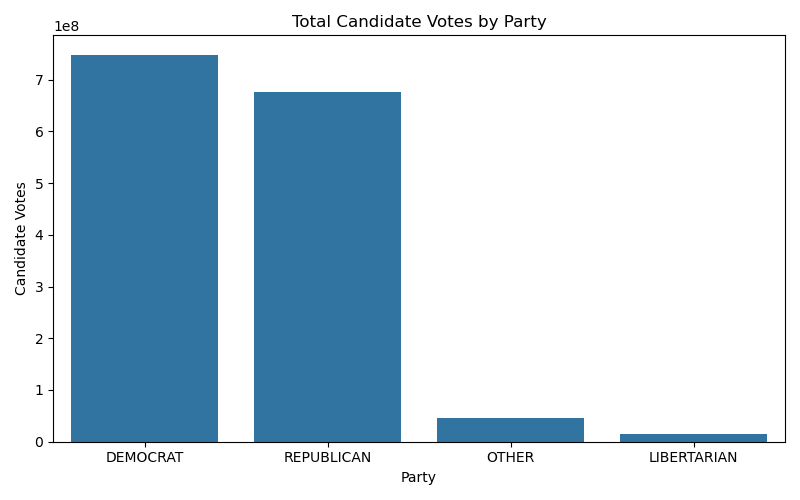 Total Candidate Votes by Party
1e8
7
6
5
4
3
2
1
0
Candidate Votes
DEMOCRAT
REPUBLICAN
OTHER
LIBERTARIAN
Party